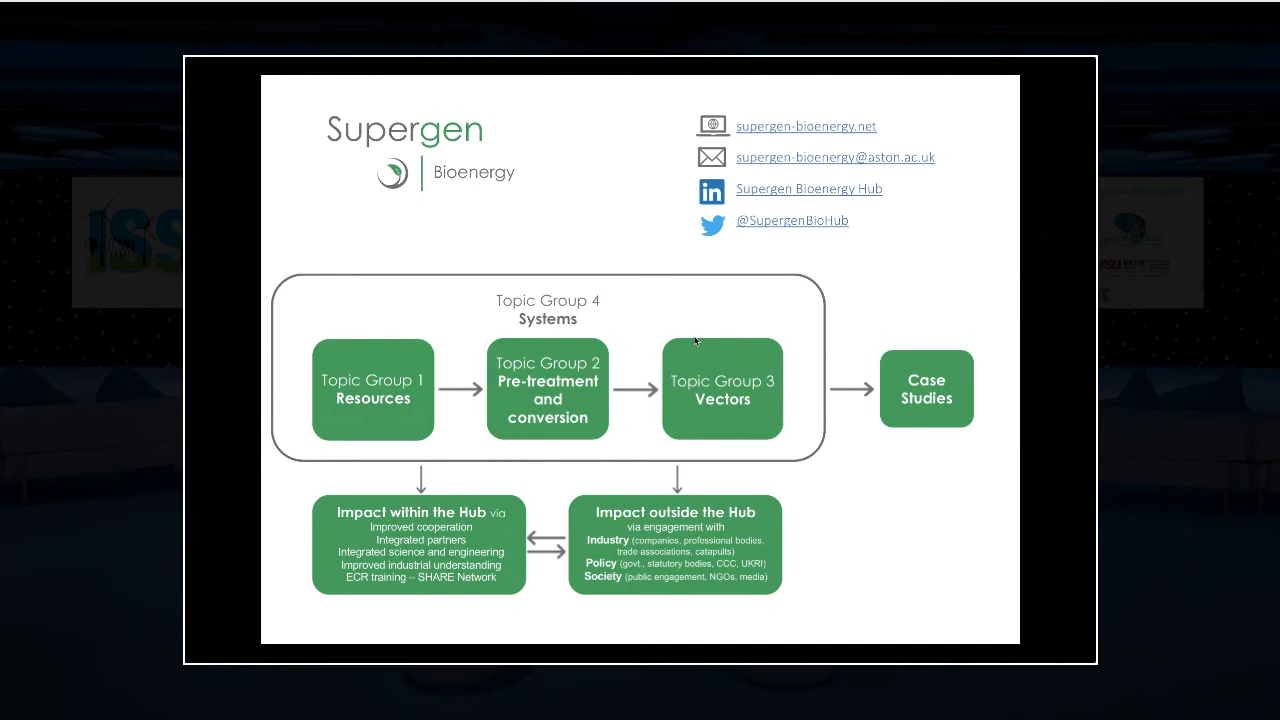 Supergen
Bioenergy
supergen-bioenergy.net
supergen-bioenergy@aston.ac.uk
in
Supergen Bioenergy Hub
@SupergenBioHub
Topic Group 4
Systems
Topic Group 1
Resources
Topic Group 2
Pre-treatment
and
conversion
Topic Group 3
Vectors
Case
Studies
Impact within the Hub via
Improved cooperation
Integrated partners
Integrated science and engineering
Improved industrial understanding
ECR training – SHARE Network
Impact outside the Hub
via engagement with
Industry (companies, professional bodies,
trade associations, catapults)
Policy (govt., statutory bodies, CCC, UKRI)
Society (public engagement, NGOs, media)